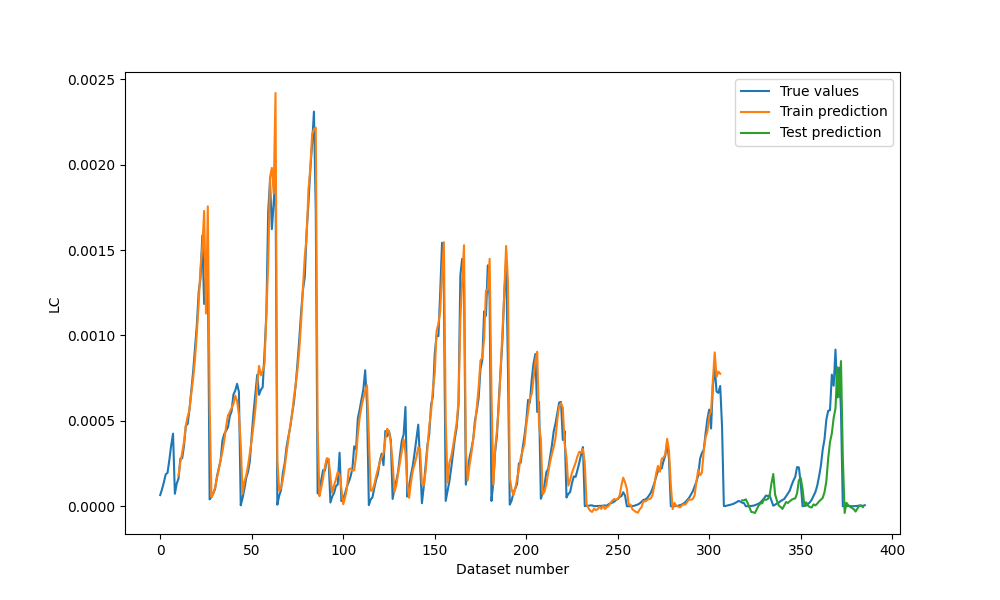 True values
Train prediction
Test prediction
0.0025
0.0020
0.0015
0.0010
0.0005
0.0000
LC
0 50 100 150 200 250 300 350 400
Dataset number